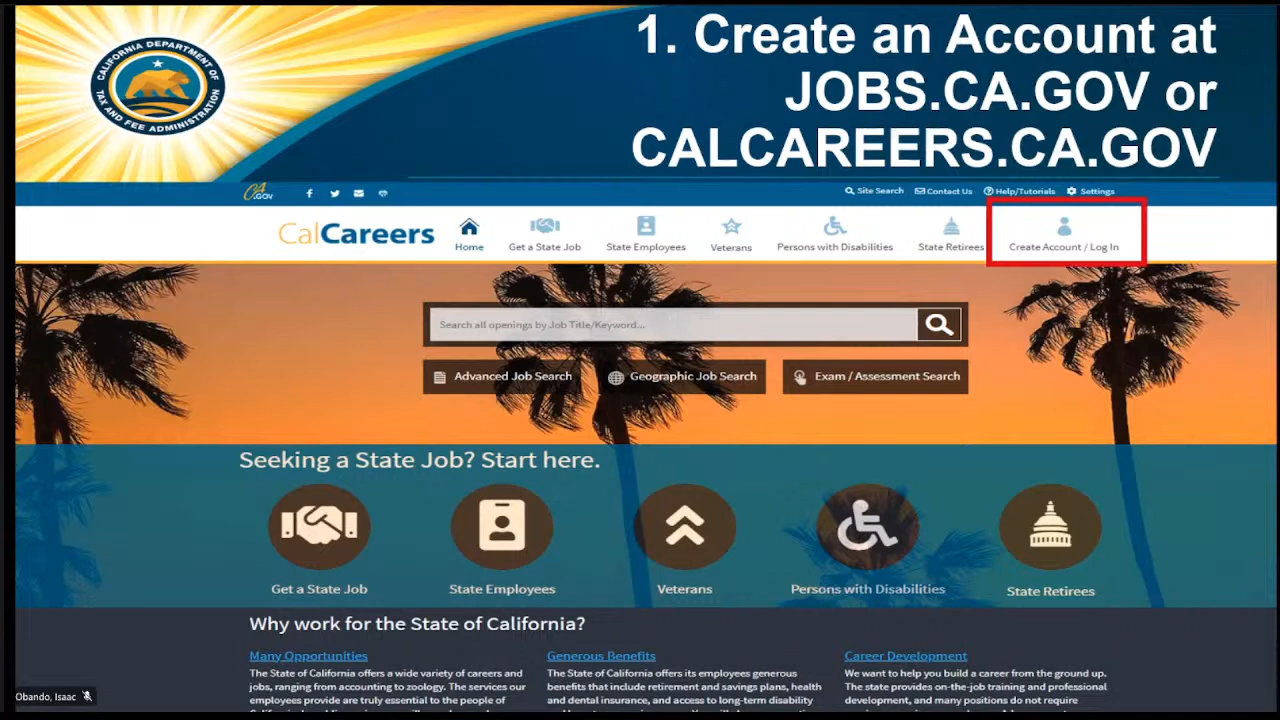 1. Create an Account at
JOBS.CA.GOV or
CALCAREERS.CA.GOV
CALIFORNIA DEPARTMENT OF
TAX AND FEE ADMINISTRATION
CA.GOV
Site Search
Contact Us
Help/Tutorials
Settings
CalCareers
Home
Get a State Job
State Employees
Veterans
Persons with Disabilities
State Retirees
Create Account / Log In
Search all openings by Job Title/Keyword...
Advanced Job Search
Geographic Job Search
Exam / Assessment Search
Seeking a State Job? Start here.
Get a State Job
State Employees
Veterans
Persons with Disabilities
State Retirees
Why work for the State of California?
Many Opportunities
The State of California offers a wide variety of careers and
jobs, ranging from accounting to zoology. The services our
employees provide are truly essential to the people of
Generous Benefits
The State of California offers its employees generous
benefits that include retirement and savings plans, health
and dental insurance, and access to long-term disability
Career Development
We want to help you build a career from the ground up.
The state provides on-the-job training and professional
development, and many positions do not require
Obando, Isaac